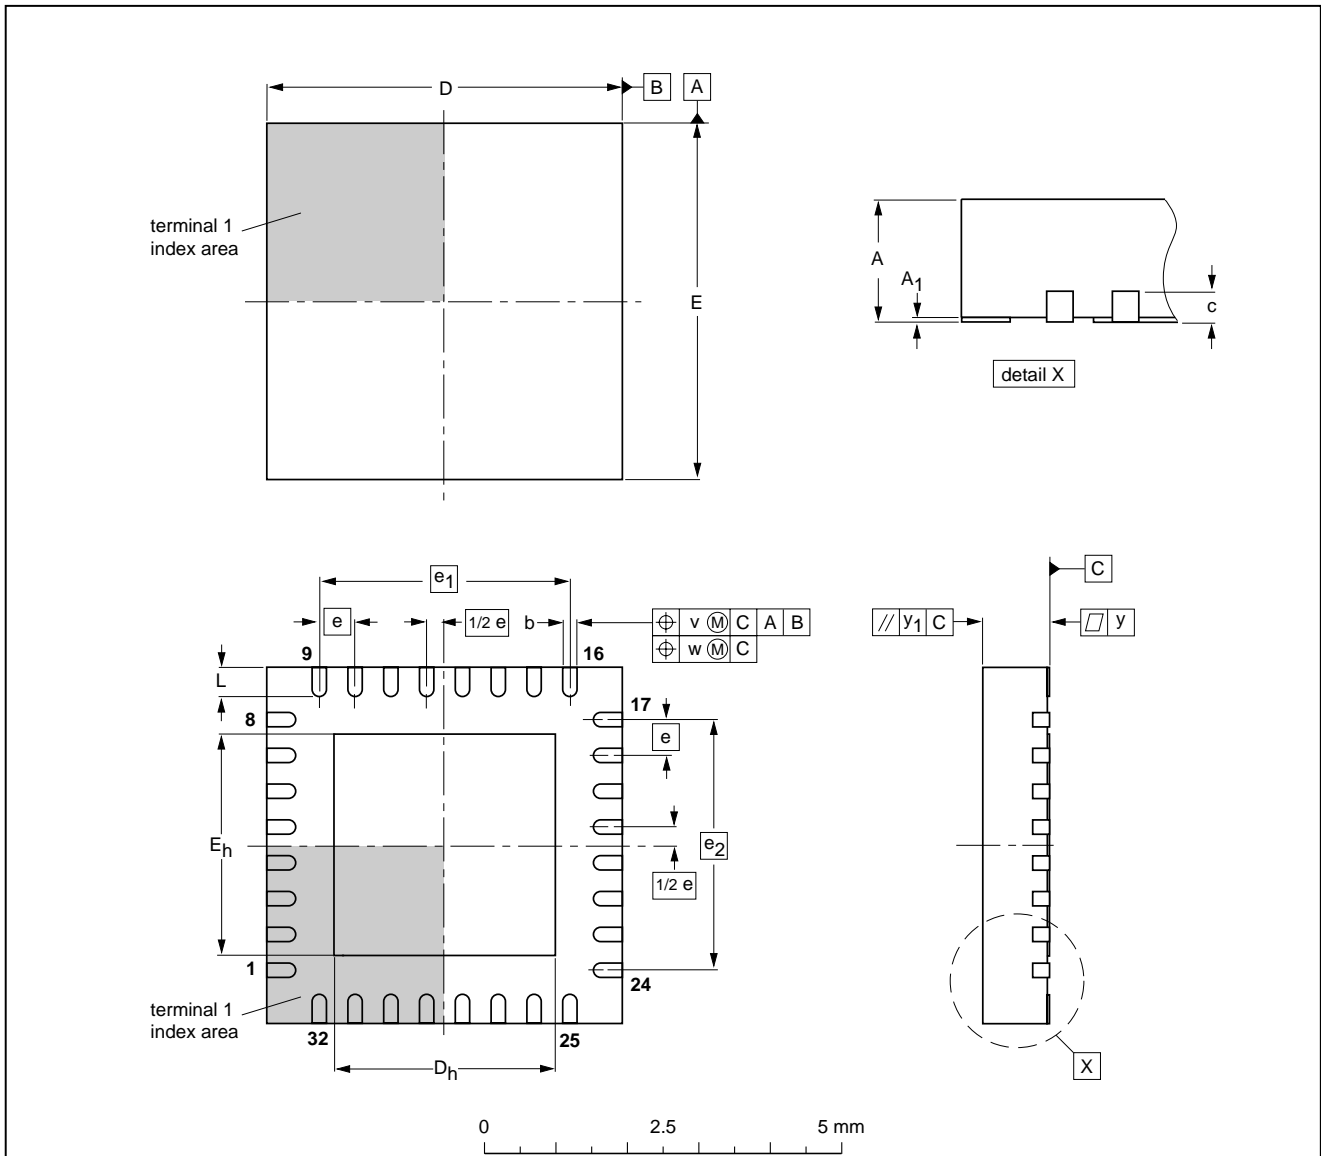 D
B
A
terminal 1
index area
E
A
A1
c
detail X
e1
e
1/2 e
b
v M C A B
w M C
9
16
L
8
17
e
Eh
e2
1/2 e
1
24
terminal 1
index area
32
25
Dh
C
// y1 C
y
X
0
2.5
5 mm